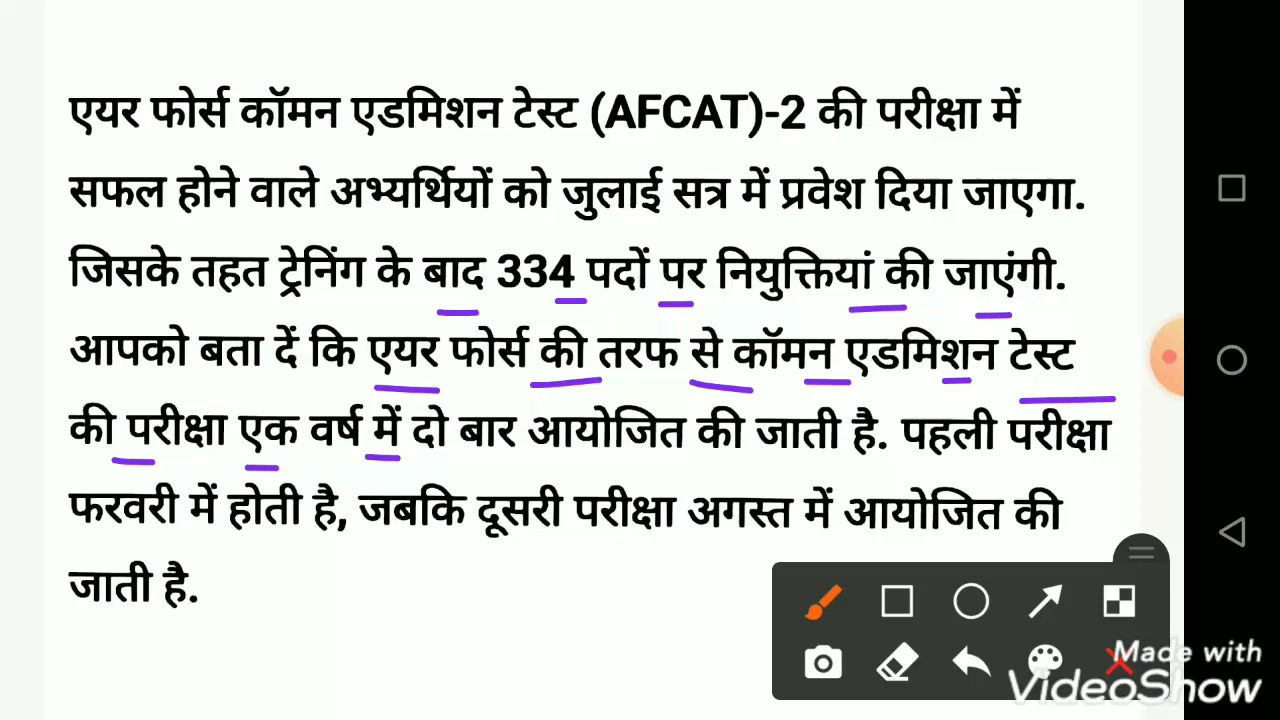 एयर फोर्स कॉमन एडमिशन टेस्ट (AFCAT)-2 की परीक्षा में
सफल होने वाले अभ्यर्थियों को जुलाई सत्र में प्रवेश दिया जाएगा.
जिसके तहत ट्रेनिंग के बाद 334 पदों पर नियुक्तियां की जाएंगी.
आपको बता दें कि एयर फोर्स की तरफ से कॉमन एडमिशन टेस्ट
की परीक्षा एक वर्ष में दो बार आयोजित की जाती है. पहली परीक्षा
फरवरी में होती है, जबकि दूसरी परीक्षा अगस्त में आयोजित की
जाती है.
Made with
VideoShow